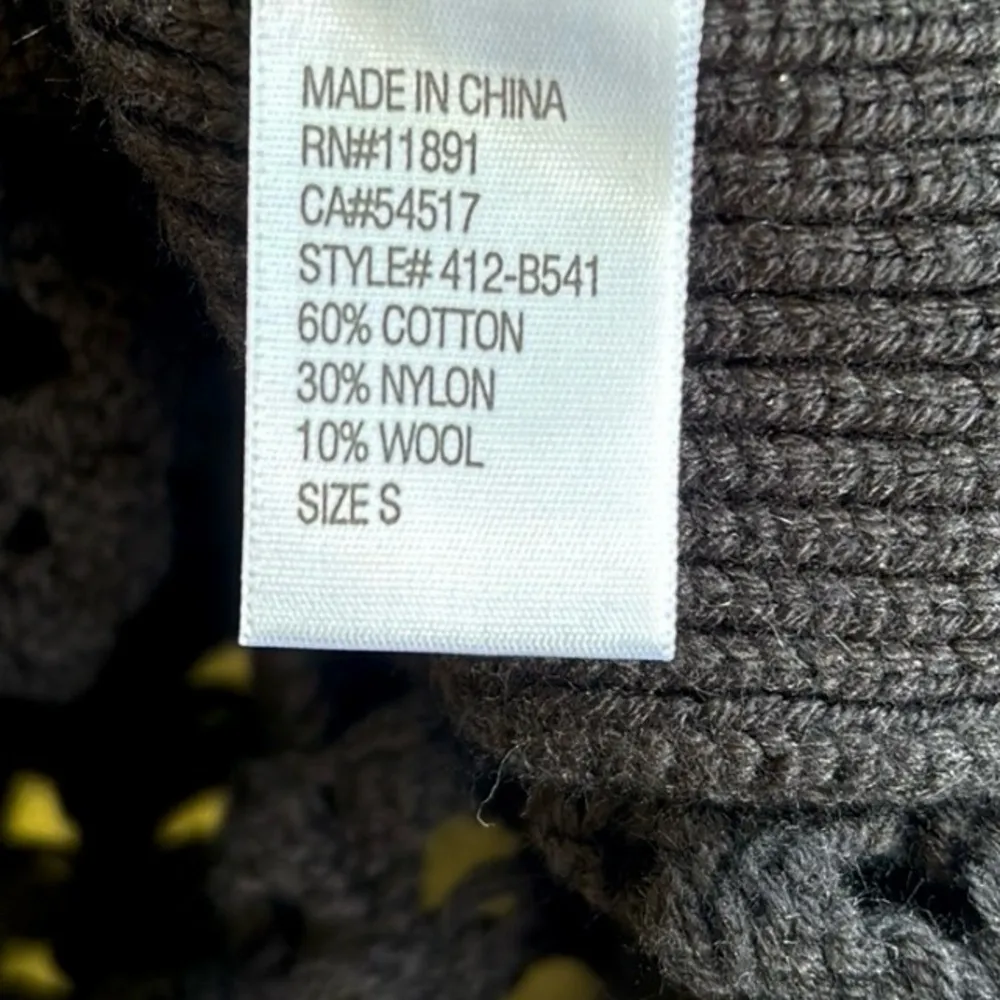 MADE IN CHINA
RN#11891
CA#54517
STYLE# 412-B541
60% COTTON
30% NYLON
10% WOOL
SIZE S